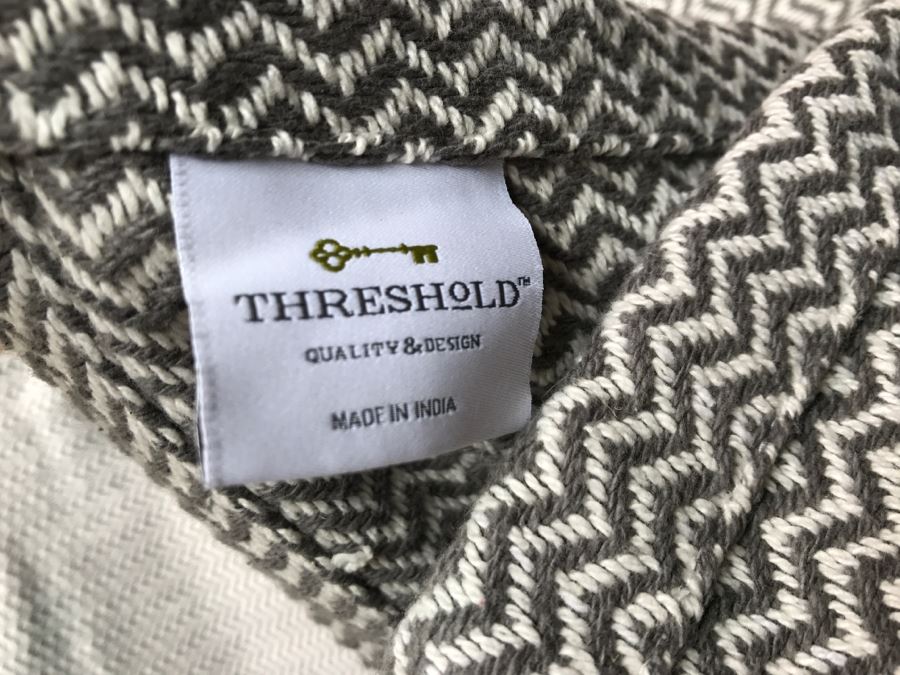 THRESHOLD™
QUALITY & DESIGN
MADE IN INDIA